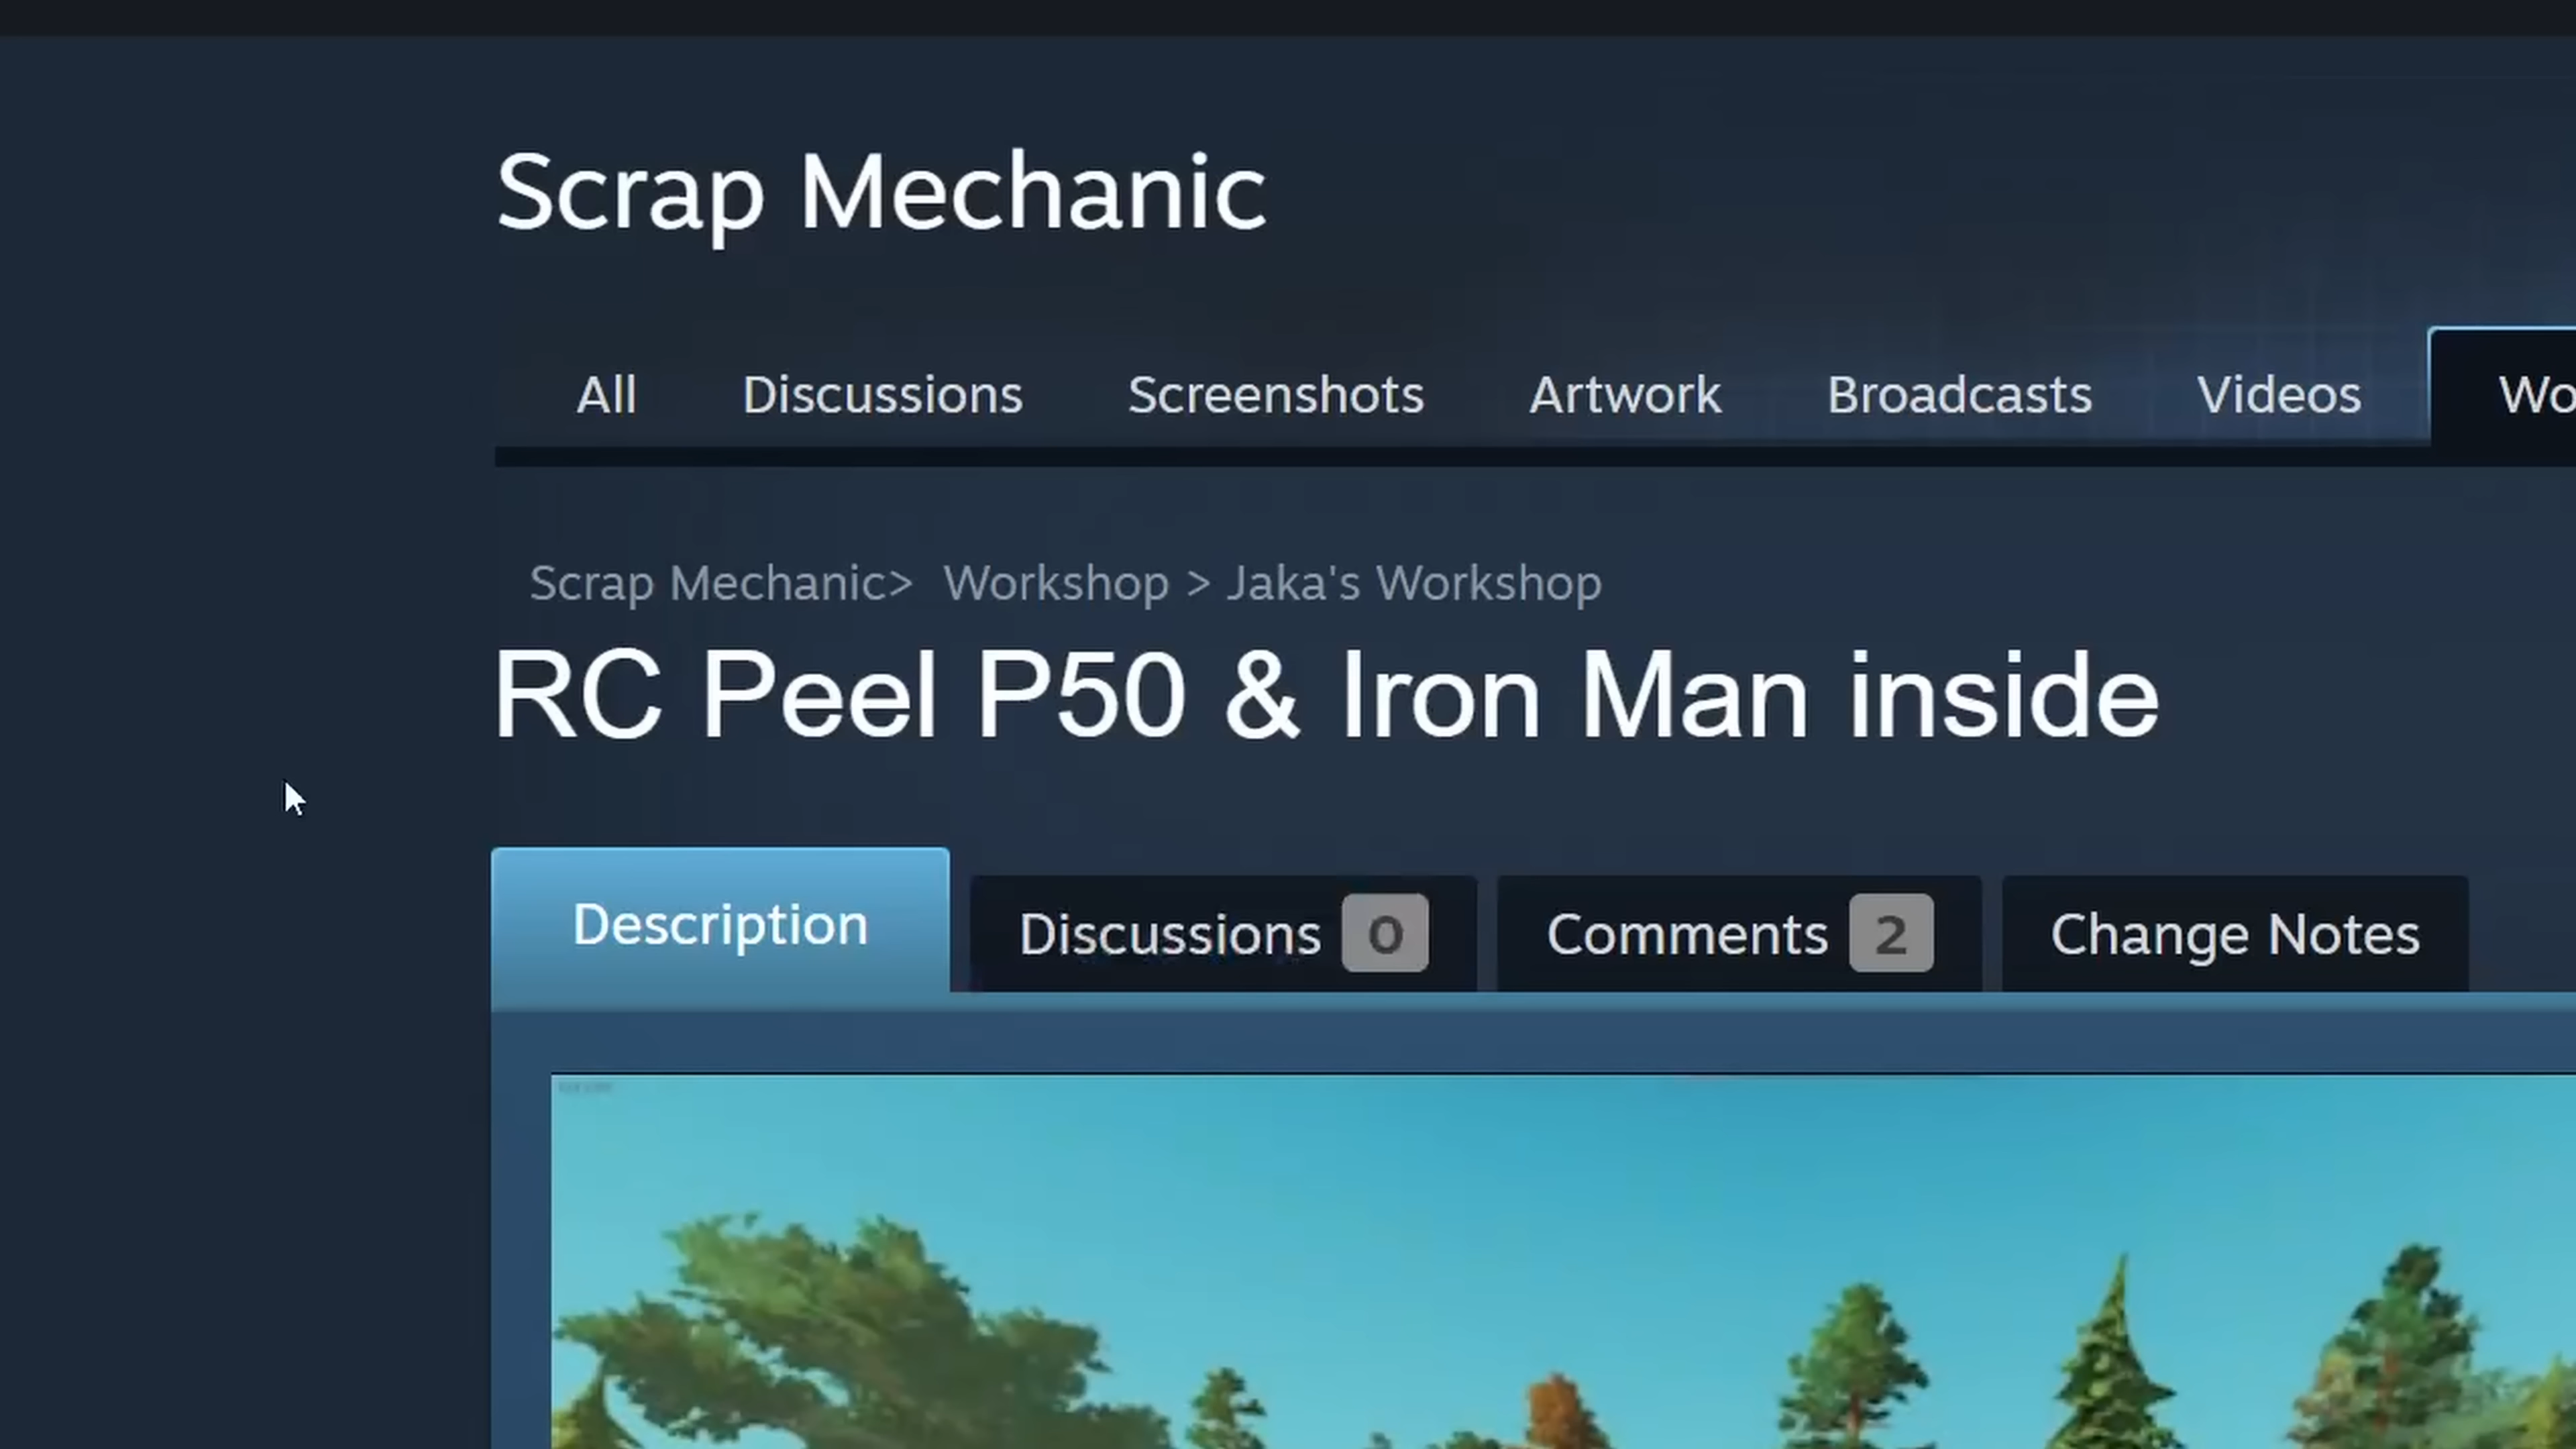 Scrap Mechanic
All Discussions Screenshots Artwork Broadcasts Videos Wo
Scrap Mechanic> Workshop > Jaka's Workshop
RC Peel P50 & Iron Man inside
Description Discussions 0 Comments 2 Change Notes